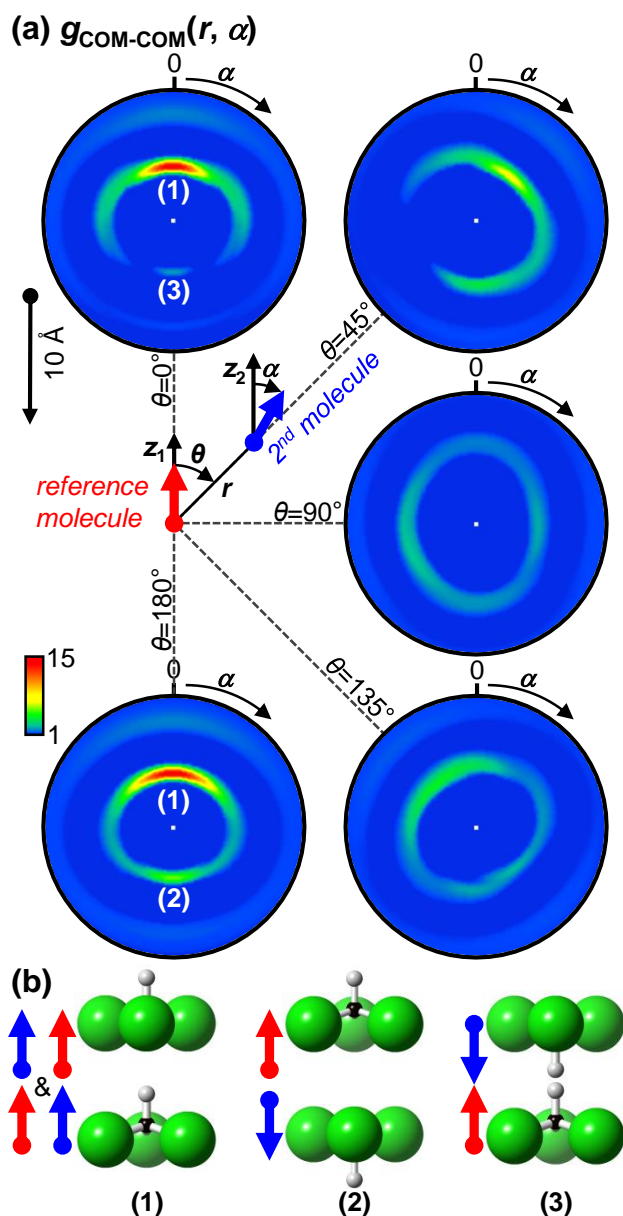 (a) gCOM-COM(r, α)
0 α
0 α
(1)
(3)
10 Å
θ=0°
θ=45°
z2 α
2nd molecule
z1 θ
r
reference
molecule
0 α
θ=90°
θ=180°
θ=135°
15
1
0 α
0 α
(1)
(2)
(b)
&
(1) (2) (3)